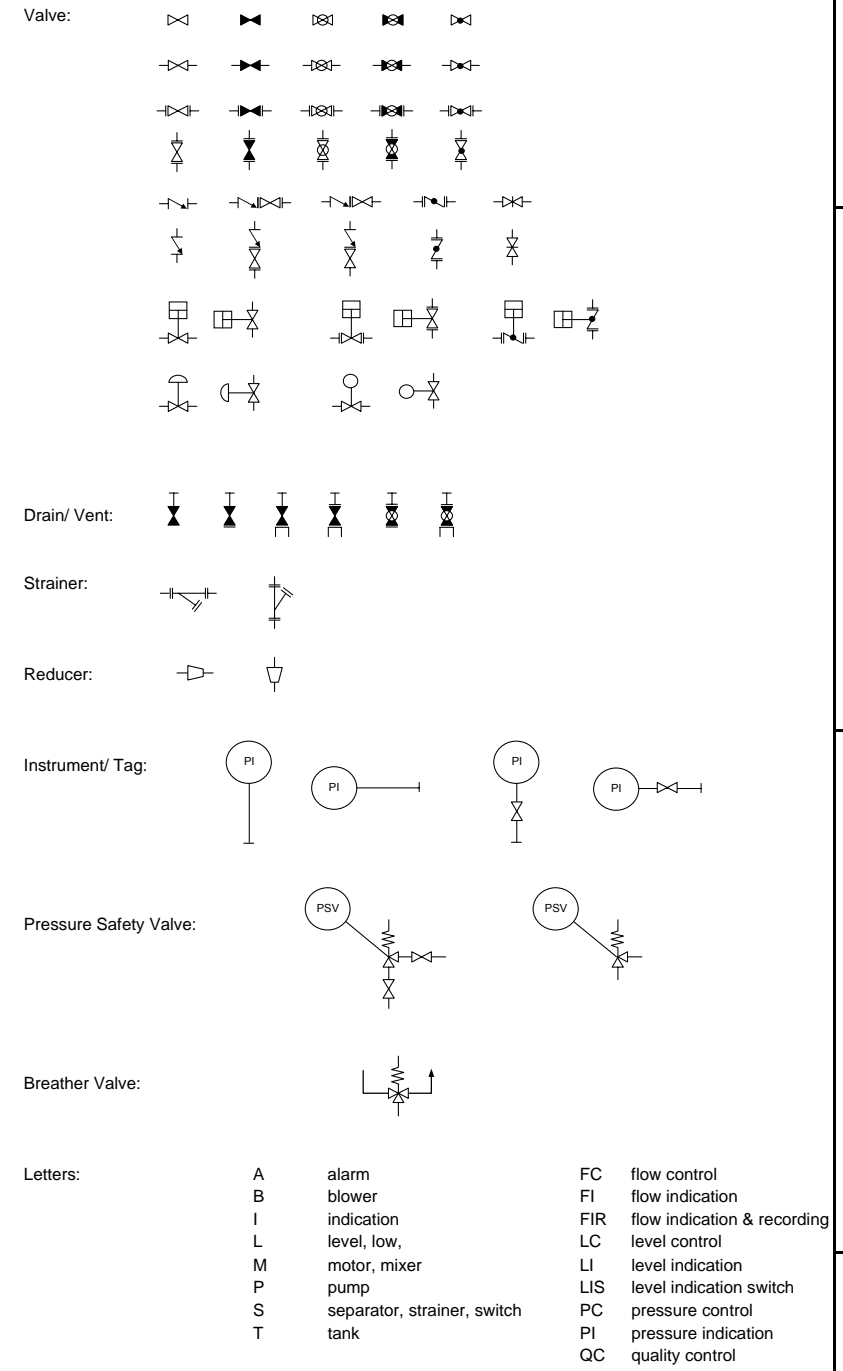 Valve:
Drain/ Vent:
Strainer:
Reducer:
Instrument/ Tag:
PI
PI
PI
PI
Pressure Safety Valve:
PSV
PSV
Breather Valve:
Letters:
A alarm FC flow control
B blower FI flow indication
I indication FIR flow indication & recording
L level, low, LC level control
M motor, mixer LI level indication
P pump LIS level indication switch
S separator, strainer, switch PC pressure control
T tank PI pressure indication
QC quality control